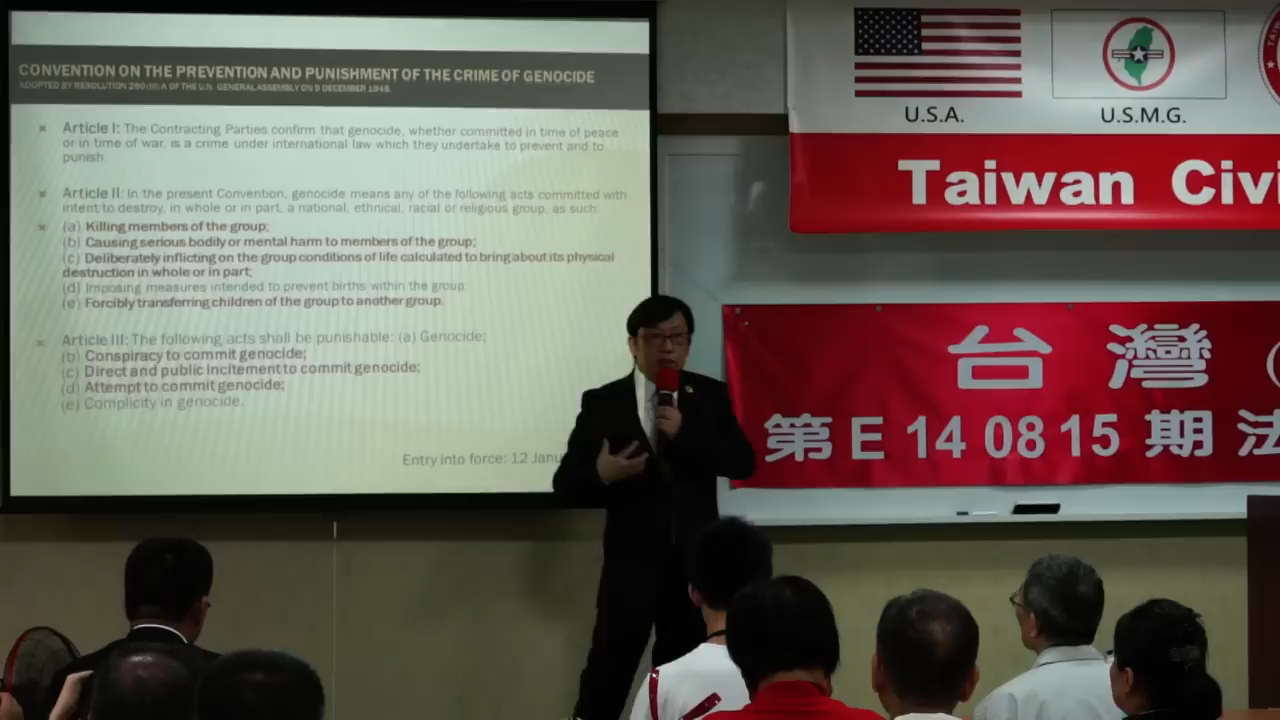 CONVENTION ON THE PREVENTION AND PUNISHMENT OF THE CRIME OF GENOCIDE
ADOPTED BY RESOLUTION 260 (III) A OF THE U.N. GENERAL ASSEMBLY ON 9 DECEMBER 1948.
Article I: The Contracting Parties confirm that genocide, whether committed in time of peace
or in time of war, is a crime under international law which they undertake to prevent and to
punish.
Article II: In the present Convention, genocide means any of the following acts committed with
intent to destroy, in whole or in part, a national, ethnical, racial or religious group, as such:
(a) Killing members of the group;
(b) Causing serious bodily or mental harm to members of the group;
(c) Deliberately inflicting on the group conditions of life calculated to bring about its physical
destruction in whole or in part;
(d) Imposing measures intended to prevent births within the group;
(e) Forcibly transferring children of the group to another group.
Article III: The following acts shall be punishable: (a) Genocide;
(b) Conspiracy to commit genocide;
(c) Direct and public incitement to commit genocide;
(d) Attempt to commit genocide;
(e) Complicity in genocide.
Entry into force: 12 Janu
U.S.A.
U.S.M.G.
Taiwan Civi
台灣
第E140815期法